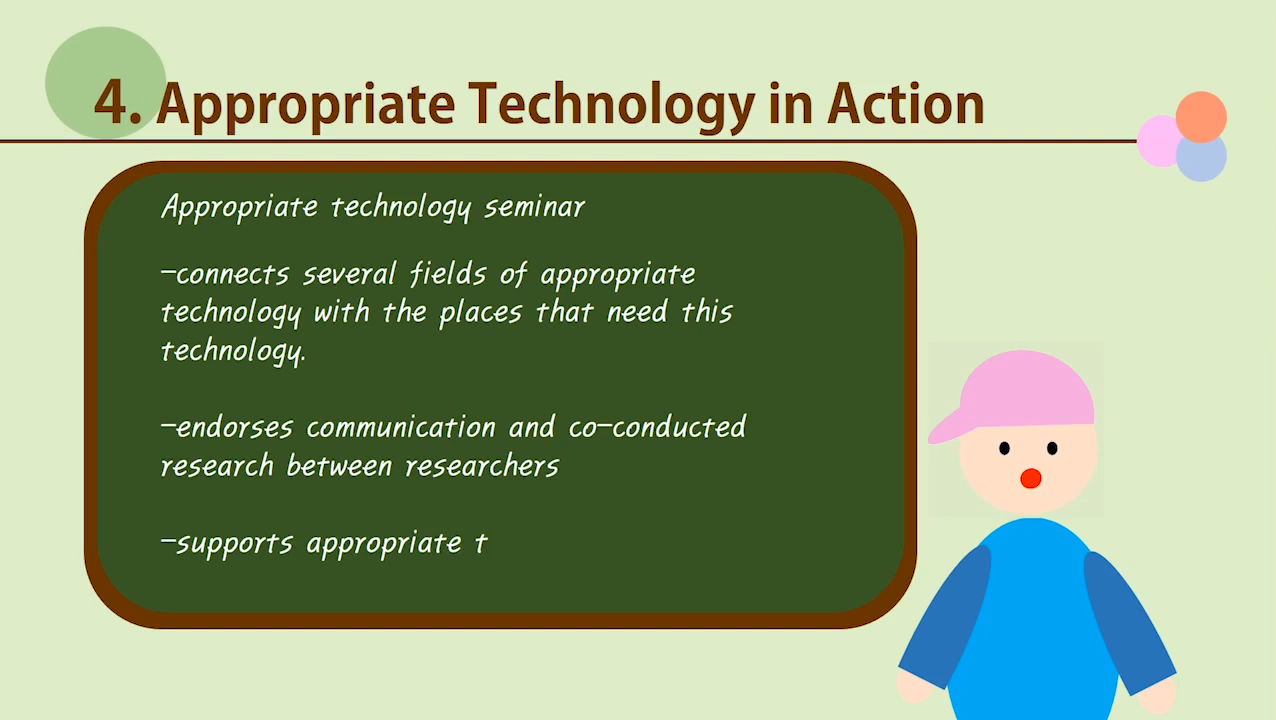 4. Appropriate Technology in Action
Appropriate technology seminar
-connects several fields of appropriate
technology with the places that need this
technology.
-endorses communication and co-conducted
research between researchers
-supports appropriate t